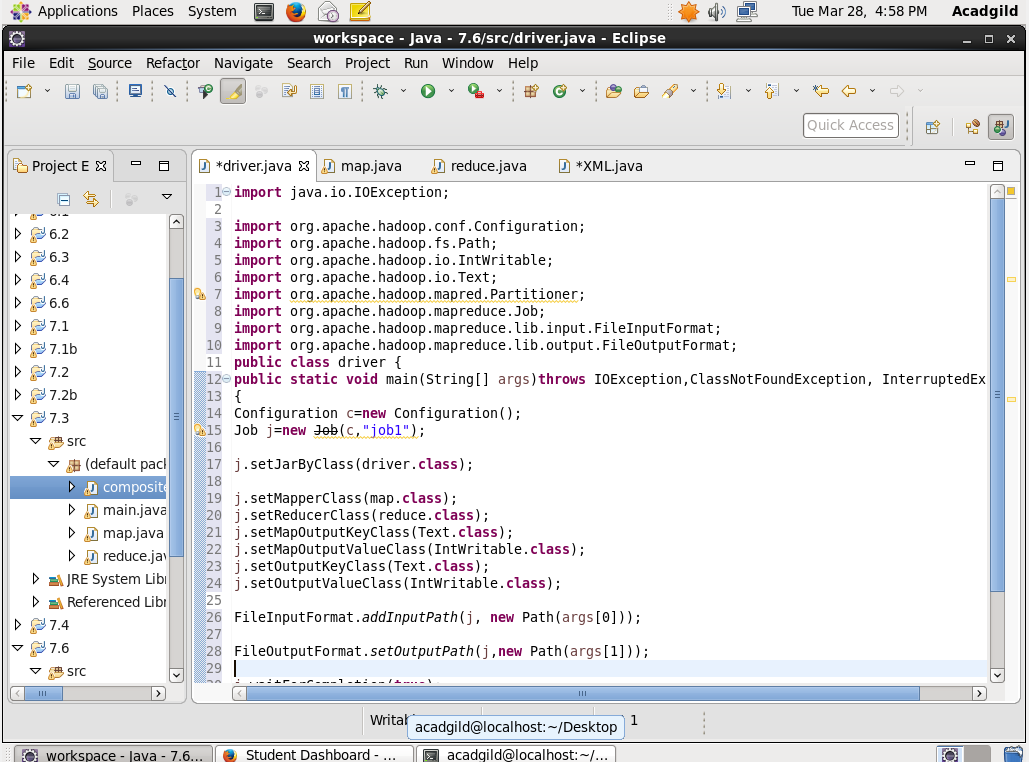 Applications Places System Tue Mar 28, 4:58 PM Acadgild
workspace - Java - 7.6/src/driver.java - Eclipse
File Edit Source Refactor Navigate Search Project Run Window Help
Quick Access
Project E
*driver.java map.java reduce.java *XML.java
6.1
6.2
6.3
6.4
6.6
7.1
7.1b
7.2
7.2b
7.3
src
(default pack
composite
main.java
map.java
reduce.jav
JRE System Libr
Referenced Libr
7.4
7.6
src
1 import java.io.IOException;
2
3 import org.apache.hadoop.conf.Configuration;
4 import org.apache.hadoop.fs.Path;
5 import org.apache.hadoop.io.IntWritable;
6 import org.apache.hadoop.io.Text;
7 import org.apache.hadoop.mapred.Partitioner;
8 import org.apache.hadoop.mapreduce.Job;
9 import org.apache.hadoop.mapreduce.lib.input.FileInputFormat;
10 import org.apache.hadoop.mapreduce.lib.output.FileOutputFormat;
11 public class driver {
12 public static void main(String[] args)throws IOException,ClassNotFoundException, InterruptedEx
13 {
14 Configuration c=new Configuration();
15 Job j=new Job(c,"job1");
16
17 j.setJarByClass(driver.class);
18
19 j.setMapperClass(map.class);
20 j.setReducerClass(reduce.class);
21 j.setMapOutputKeyClass(Text.class);
22 j.setMapOutputValueClass(IntWritable.class);
23 j.setOutputKeyClass(Text.class);
24 j.setOutputValueClass(IntWritable.class);
25
26 FileInputFormat.addInputPath(j, new Path(args[0]));
27
28 FileOutputFormat.setOutputPath(j,new Path(args[1]));
29
30 j.waitForCompletion(true);
Writab 1
acadgild@localhost:~/Desktop
workspace - Java - 7.6... Student Dashboard - ... acadgild@localhost:~/...